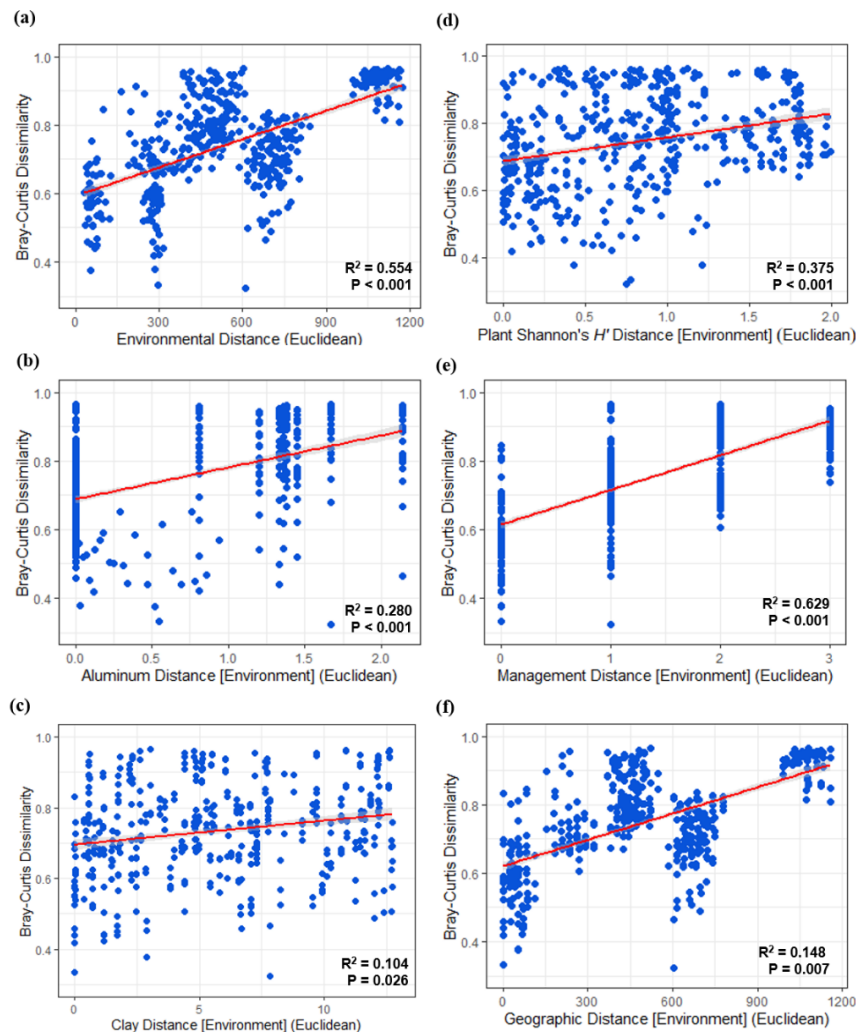 (a)
1.0
0.8
0.6
0.4
Bray-Curtis Dissimilarity
R² = 0.554
P < 0.001
0
300
600
900
1200
Environmental Distance (Euclidean)
(d)
1.0
0.8
0.6
0.4
Bray-Curtis Dissimilarity
R² = 0.375
P < 0.001
0.0
0.5
1.0
1.5
2.0
Plant Shannon's H' Distance [Environment] (Euclidean)
(b)
1.0
0.8
0.6
0.4
Bray-Curtis Dissimilarity
R² = 0.280
P < 0.001
0.0
0.5
1.0
1.5
2.0
Aluminum Distance [Environment] (Euclidean)
(e)
1.0
0.8
0.6
0.4
Bray-Curtis Dissimilarity
R² = 0.629
P < 0.001
0
1
2
3
Management Distance [Environment] (Euclidean)
(c)
1.0
0.8
0.6
0.4
Bray-Curtis Dissimilarity
R² = 0.104
P = 0.026
0
5
10
Clay Distance [Environment] (Euclidean)
(f)
1.0
0.8
0.6
0.4
Bray-Curtis Dissimilarity
R² = 0.148
P = 0.007
0
300
600
900
1200
Geographic Distance [Environment] (Euclidean)